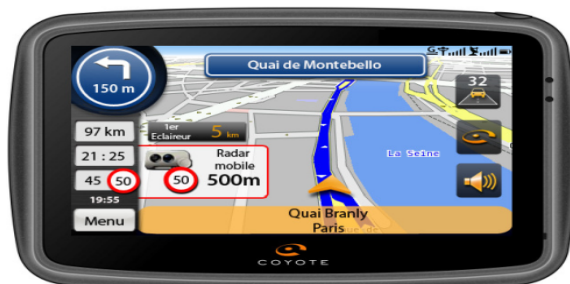 Quai de Montebello
150 m
32
97 km
1er
Eclaireur
5 km
21 : 25
Radar
mobile
La Seine
45 50
50
500m
19:55
Menu
Quai Branly
Paris
COYOTE